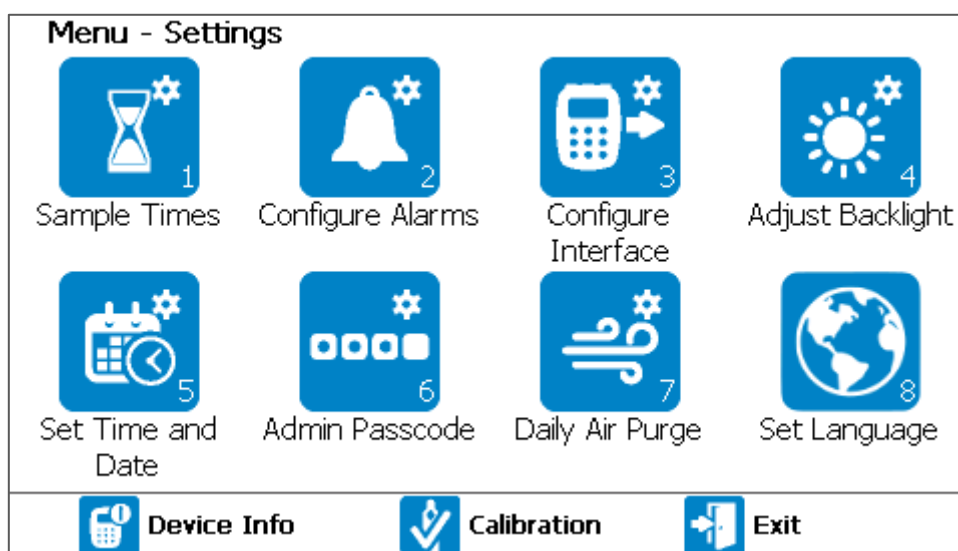 Menu - Settings
1
2
3
4
Sample Times
Configure Alarms
Configure
Interface
Adjust Backlight
5
6
7
8
Set Time and
Date
Admin Passcode
Daily Air Purge
Set Language
Device Info
Calibration
Exit